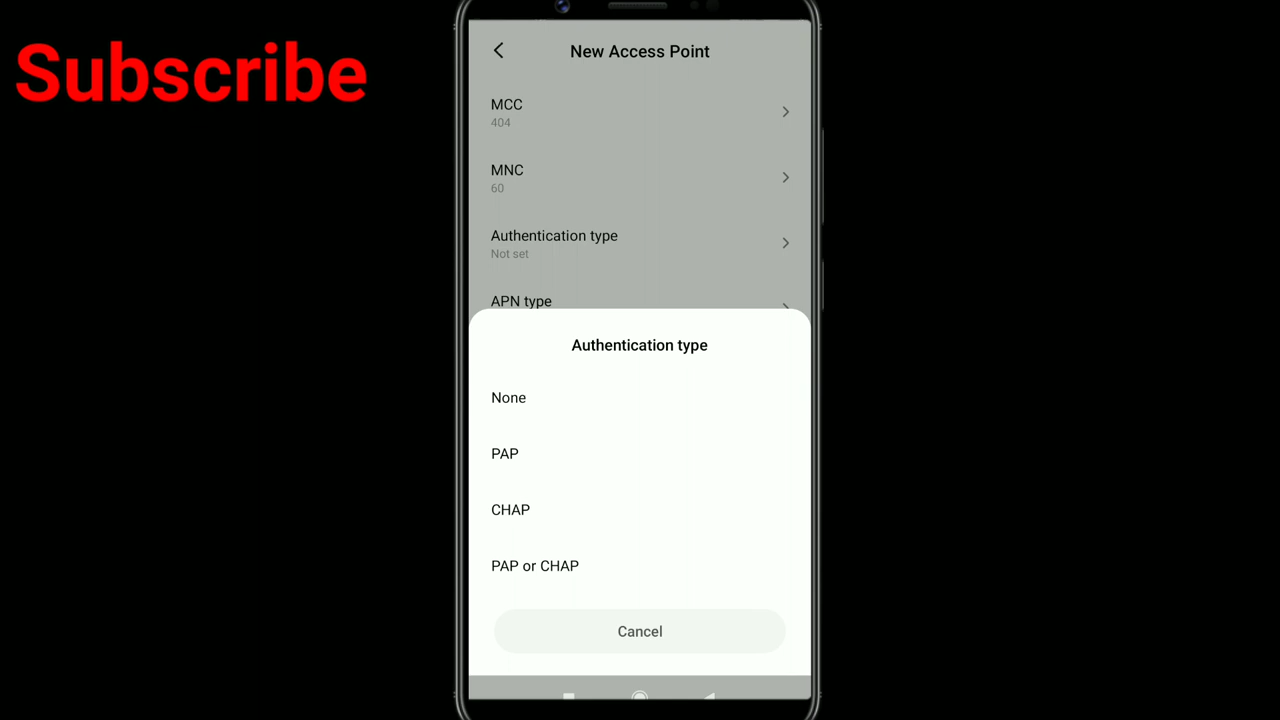 Subscribe
New Access Point
MCC
404
MNC
60
Authentication type
Not set
APN type
Authentication type
None
PAP
CHAP
PAP or CHAP
Cancel